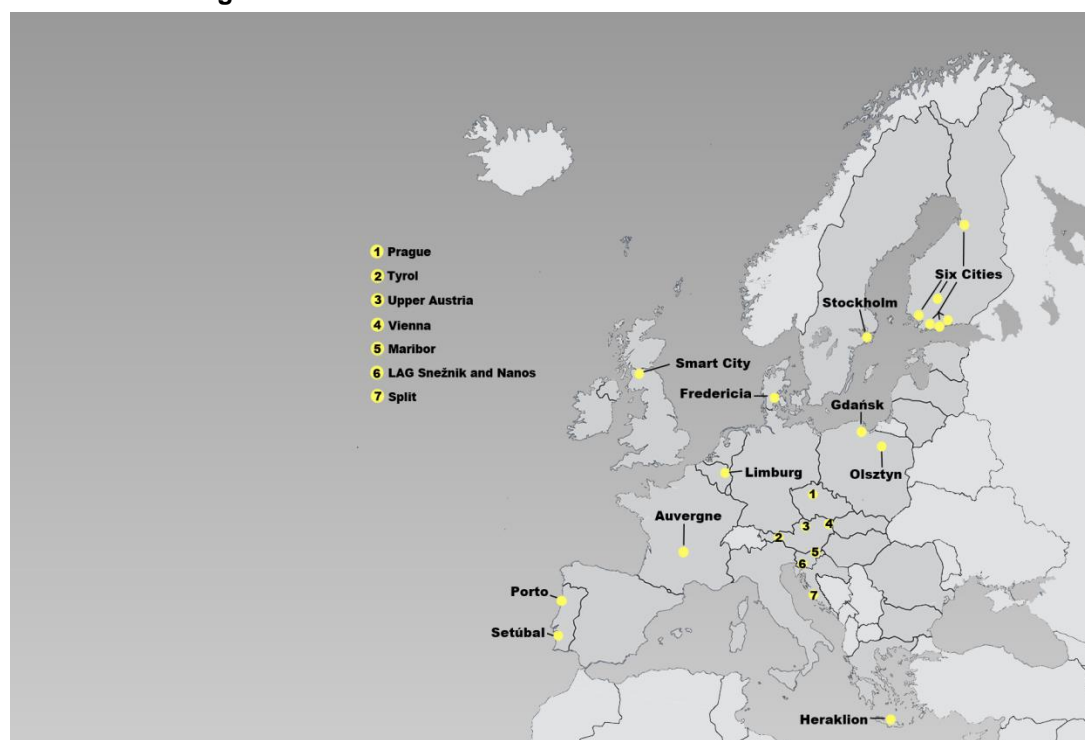 1 Prague
2 Tyrol
3 Upper Austria
4 Vienna
5 Maribor
6 LAG Snežnik and Nanos
7 Split
Six Cities
Stockholm
Smart City
Fredericia
Gdańsk
Limburg
Olsztyn
1
Auvergne
3
4
2
5
6
Porto
7
Setúbal
Heraklion